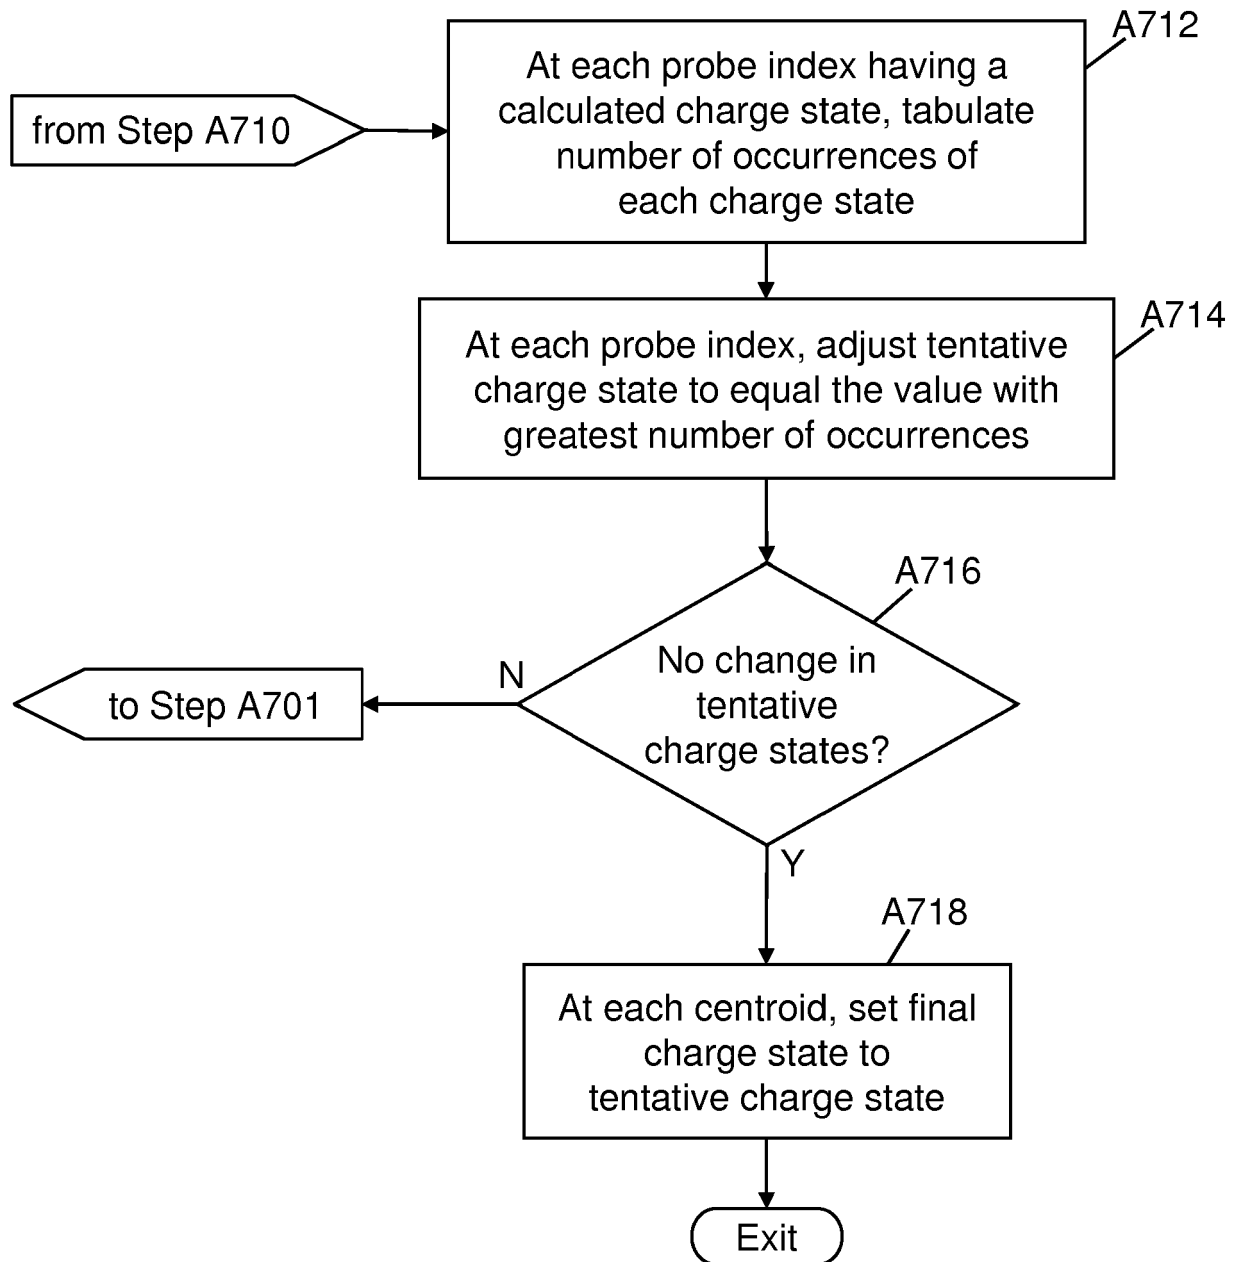 A712
At each probe index having a
calculated charge state, tabulate
number of occurrences of
each charge state
from Step A710
A714
At each probe index, adjust tentative
charge state to equal the value with
greatest number of occurrences
A716
No change in
tentative
charge states?
N
to Step A701
Y
A718
At each centroid, set final
charge state to
tentative charge state
Exit